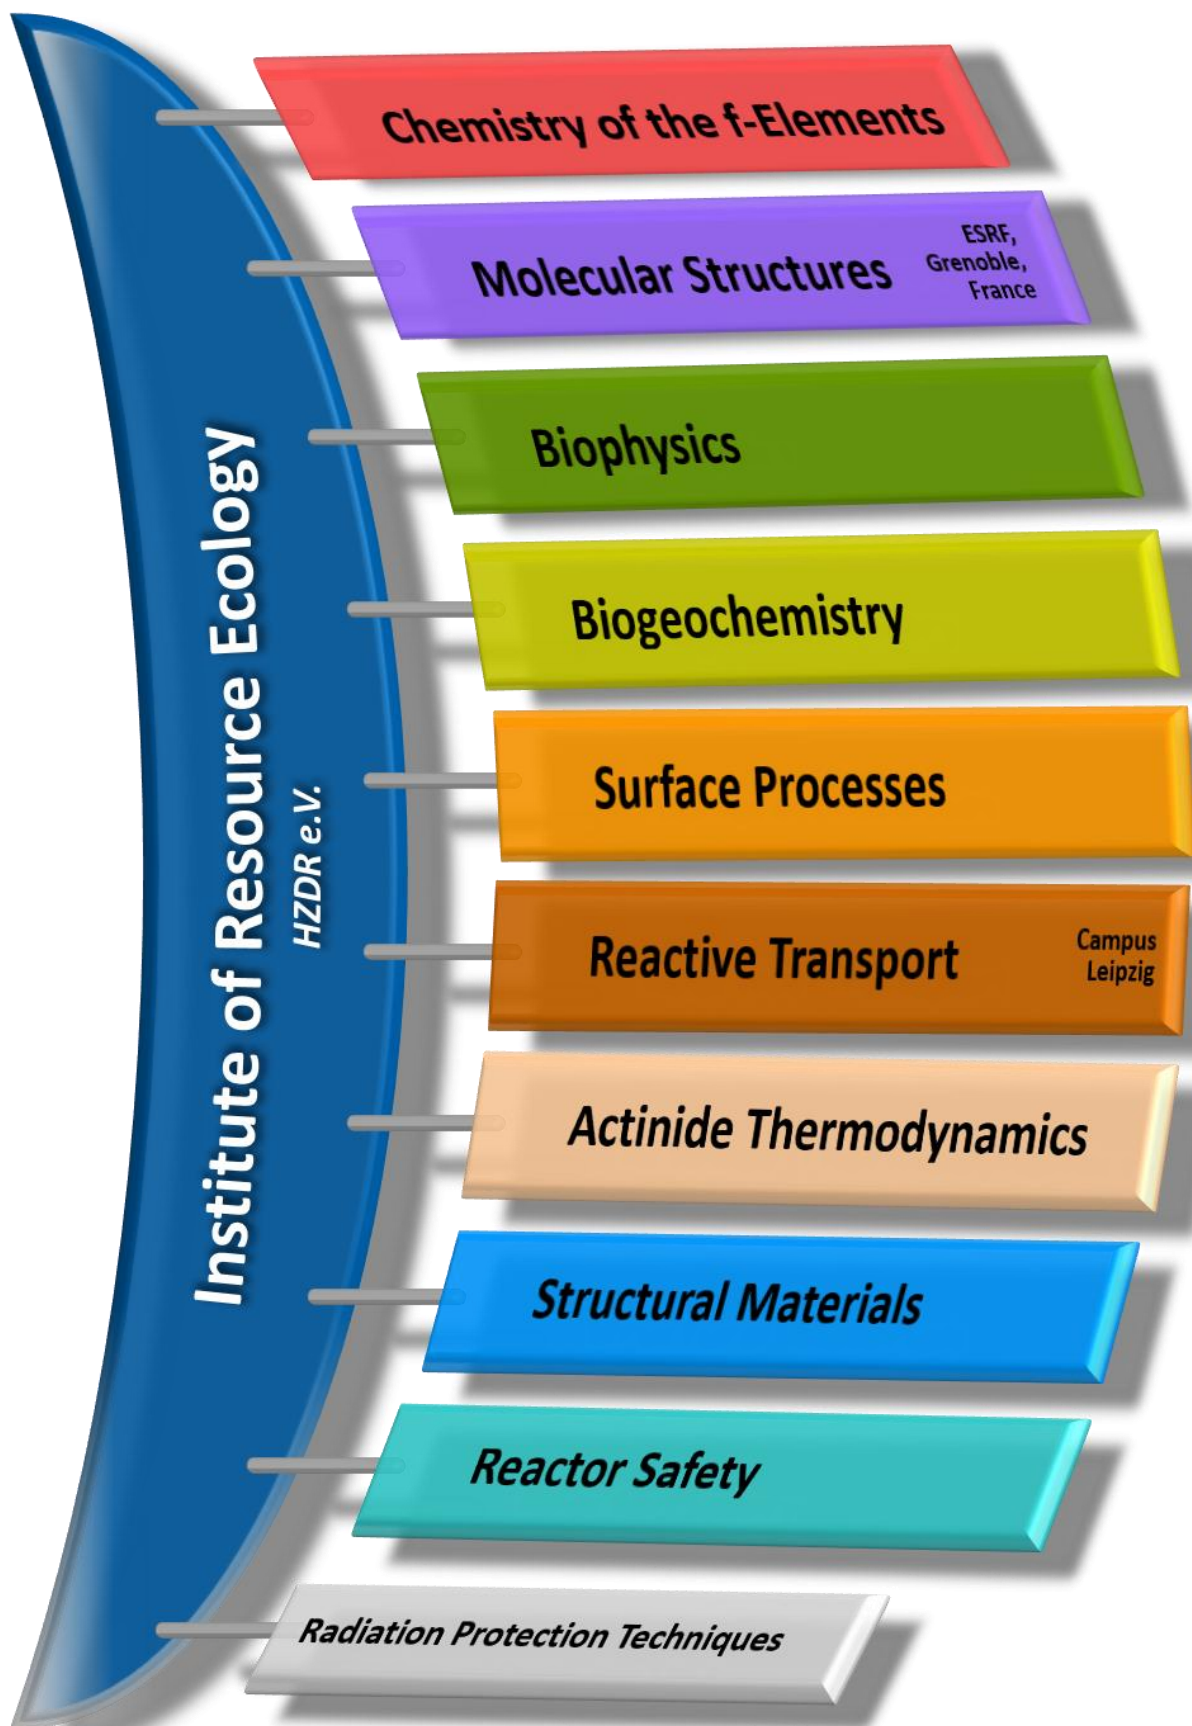 Institute of Resource Ecology
HZDR e.V.
Chemistry of the f-Elements
Molecular Structures
ESRF,
Grenoble,
France
Biophysics
Biogeochemistry
Surface Processes
Reactive Transport
Campus
Leipzig
Actinide Thermodynamics
Structural Materials
Reactor Safety
Radiation Protection Techniques